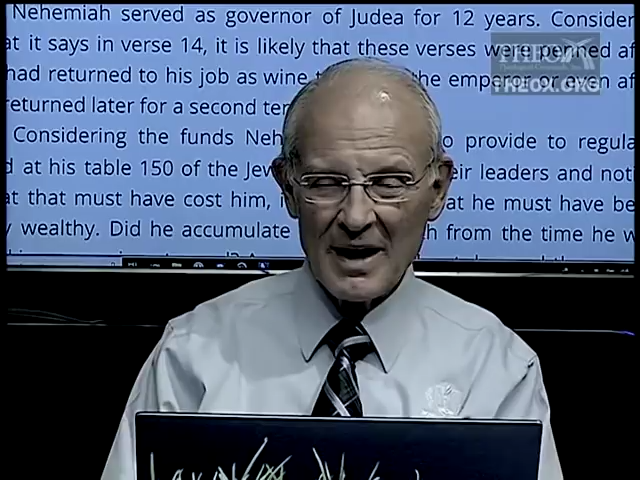 Nehemiah served as governor of Judea for 12 years. Consider
at it says in verse 14, it is likely that these verses were penned af
had returned to his job as wine the emperor or even af
returned later for a second ter
THEOX
THEOX.ORG
Considering the funds Neh o provide to regula
d at his table 150 of the Jew eir leaders and not
at that must have cost him, i at he must have be
y wealthy. Did he accumulate h from the time he w